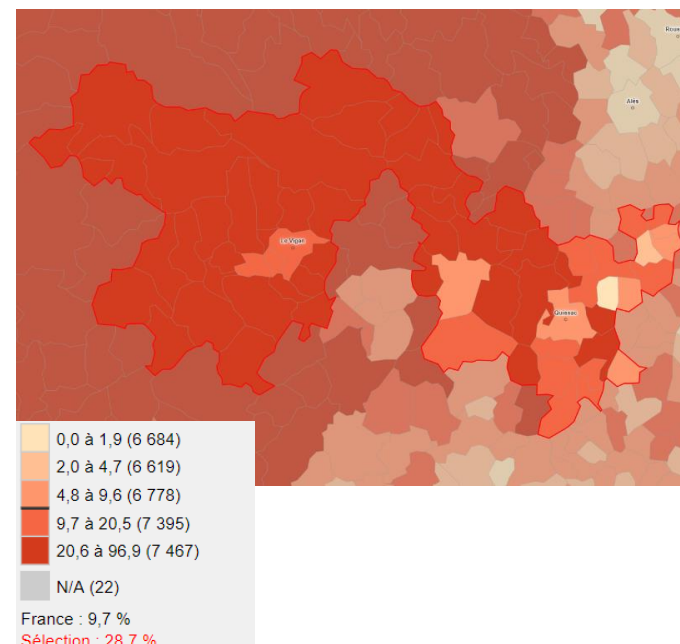 Rous
Alès
Le Vigan
Quissac
0,0 à 1,9 (6 684)
2,0 à 4,7 (6 619)
4,8 à 9,6 (6 778)
9,7 à 20,5 (7 395)
20,6 à 96,9 (7 467)
N/A (22)
France : 9,7 %
Sélection : 28,7 %